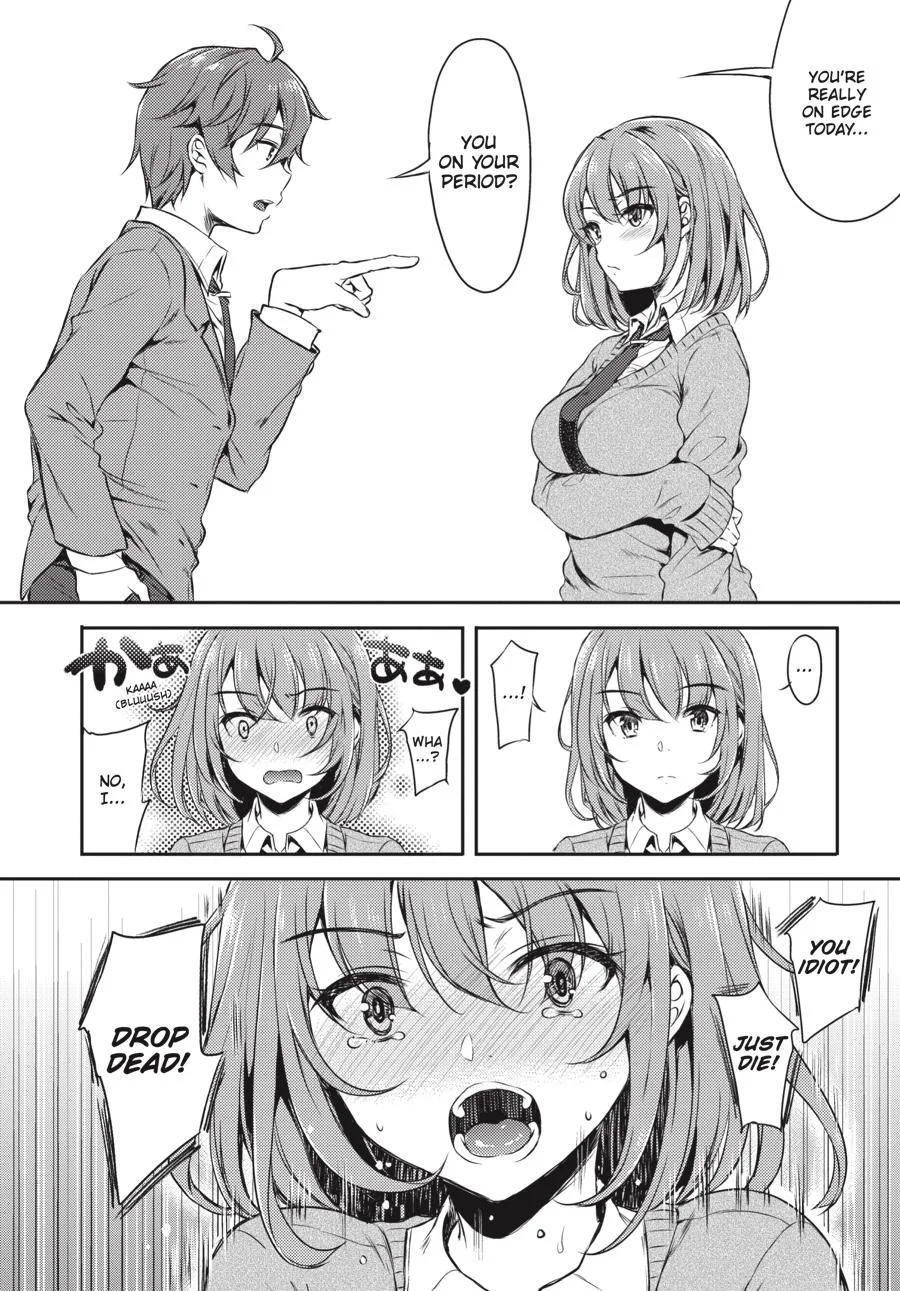 YOU'RE
REALLY
ON EDGE
TODAY...
YOU
ON YOUR
PERIOD?
...
...!
WHA
...?
かぁ
ああ♥
KAAAA
(BLUUUSH)
NO,
I...
YOU
IDIOT!
JUST
DIE!
DROP
DEAD!